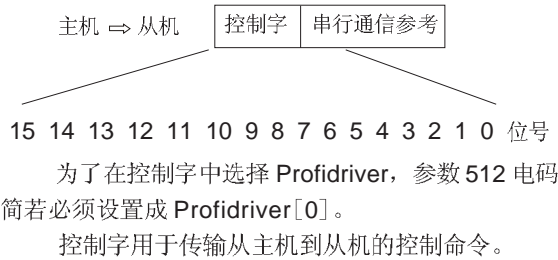 主机 ⇨ 从机 控制字 串行通信参考
15 14 13 12 11 10 9 8 7 6 5 4 3 2 1 0 位号
为了在控制字中选择 Profidriver，参数 512 电码
简若必须设置成 Profidriver[0]。
控制字用于传输从主机到从机的控制命令。